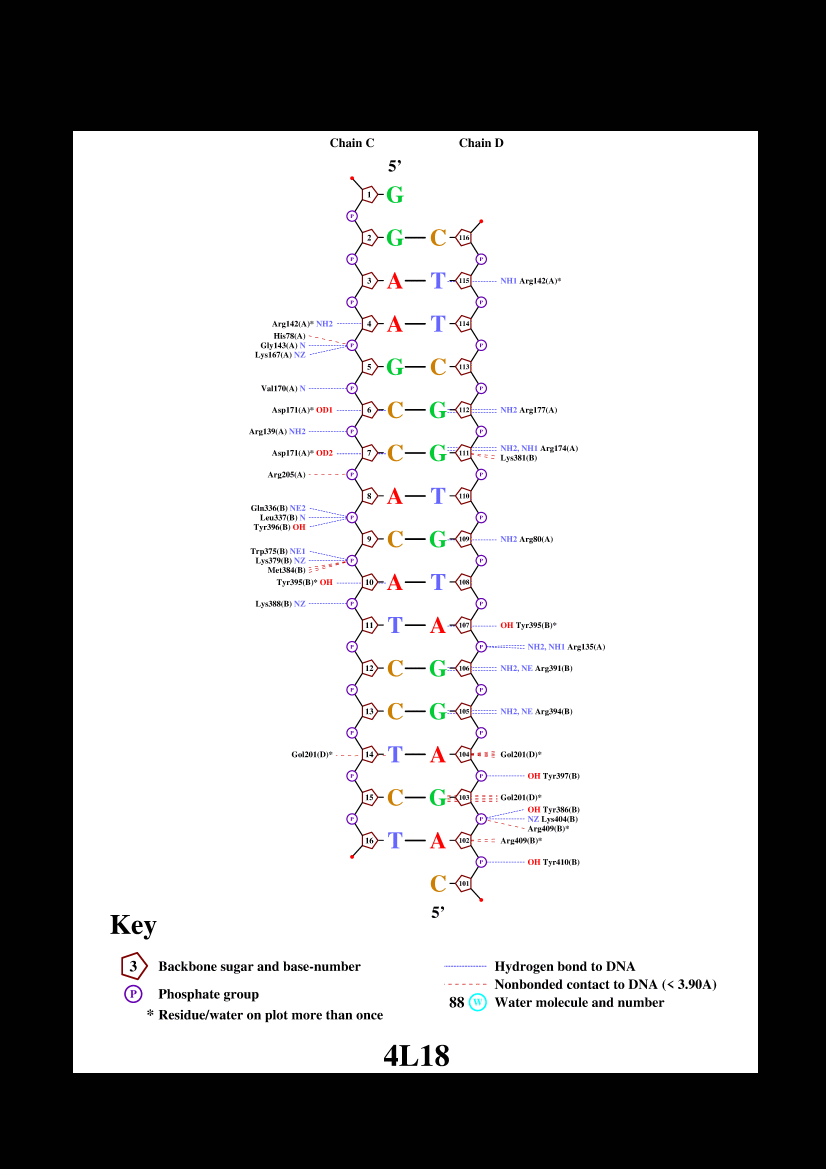 Chain C Chain D
5’
1 G
P
2 G C 116
P P
3 A T 115 NH1 Arg142(A)*
P P
Arg142(A)* NH2 4 A T 114
His78(A)
Gly143(A) N P P
Lys167(A) NZ
5 G C 113
Val170(A) N P P
Asp171(A)* OD1 6 C G 112 NH2 Arg177(A)
Arg139(A) NH2 P P
Asp171(A)* OD2 7 C G 111 NH2, NH1 Arg174(A)
Lys381(B)
Arg205(A) P P
8 A T 110
Gln336(B) NE2
Leu337(B) N P P
Tyr396(B) OH
9 C G 109 NH2 Arg80(A)
Trp375(B) NE1
Lys379(B) NZ P P
Met384(B)
Tyr395(B)* OH 10 A T 108
Lys388(B) NZ P P
11 T A 107 OH Tyr395(B)*
P P NH2, NH1 Arg135(A)
12 C G 106 NH2, NE Arg391(B)
P P
13 C G 105 NH2, NE Arg394(B)
P P
Gol201(D)* 14 T A 104 Gol201(D)*
P P OH Tyr397(B)
15 C G 103 Gol201(D)*
OH Tyr386(B)
P P NZ Lys404(B)
Arg409(B)*
16 T A 102 Arg409(B)*
P OH Tyr410(B)
C 101
5’
Key
3 Backbone sugar and base-number
P Phosphate group
* Residue/water on plot more than once
Hydrogen bond to DNA
Nonbonded contact to DNA (< 3.90A)
88 W Water molecule and number
4L18